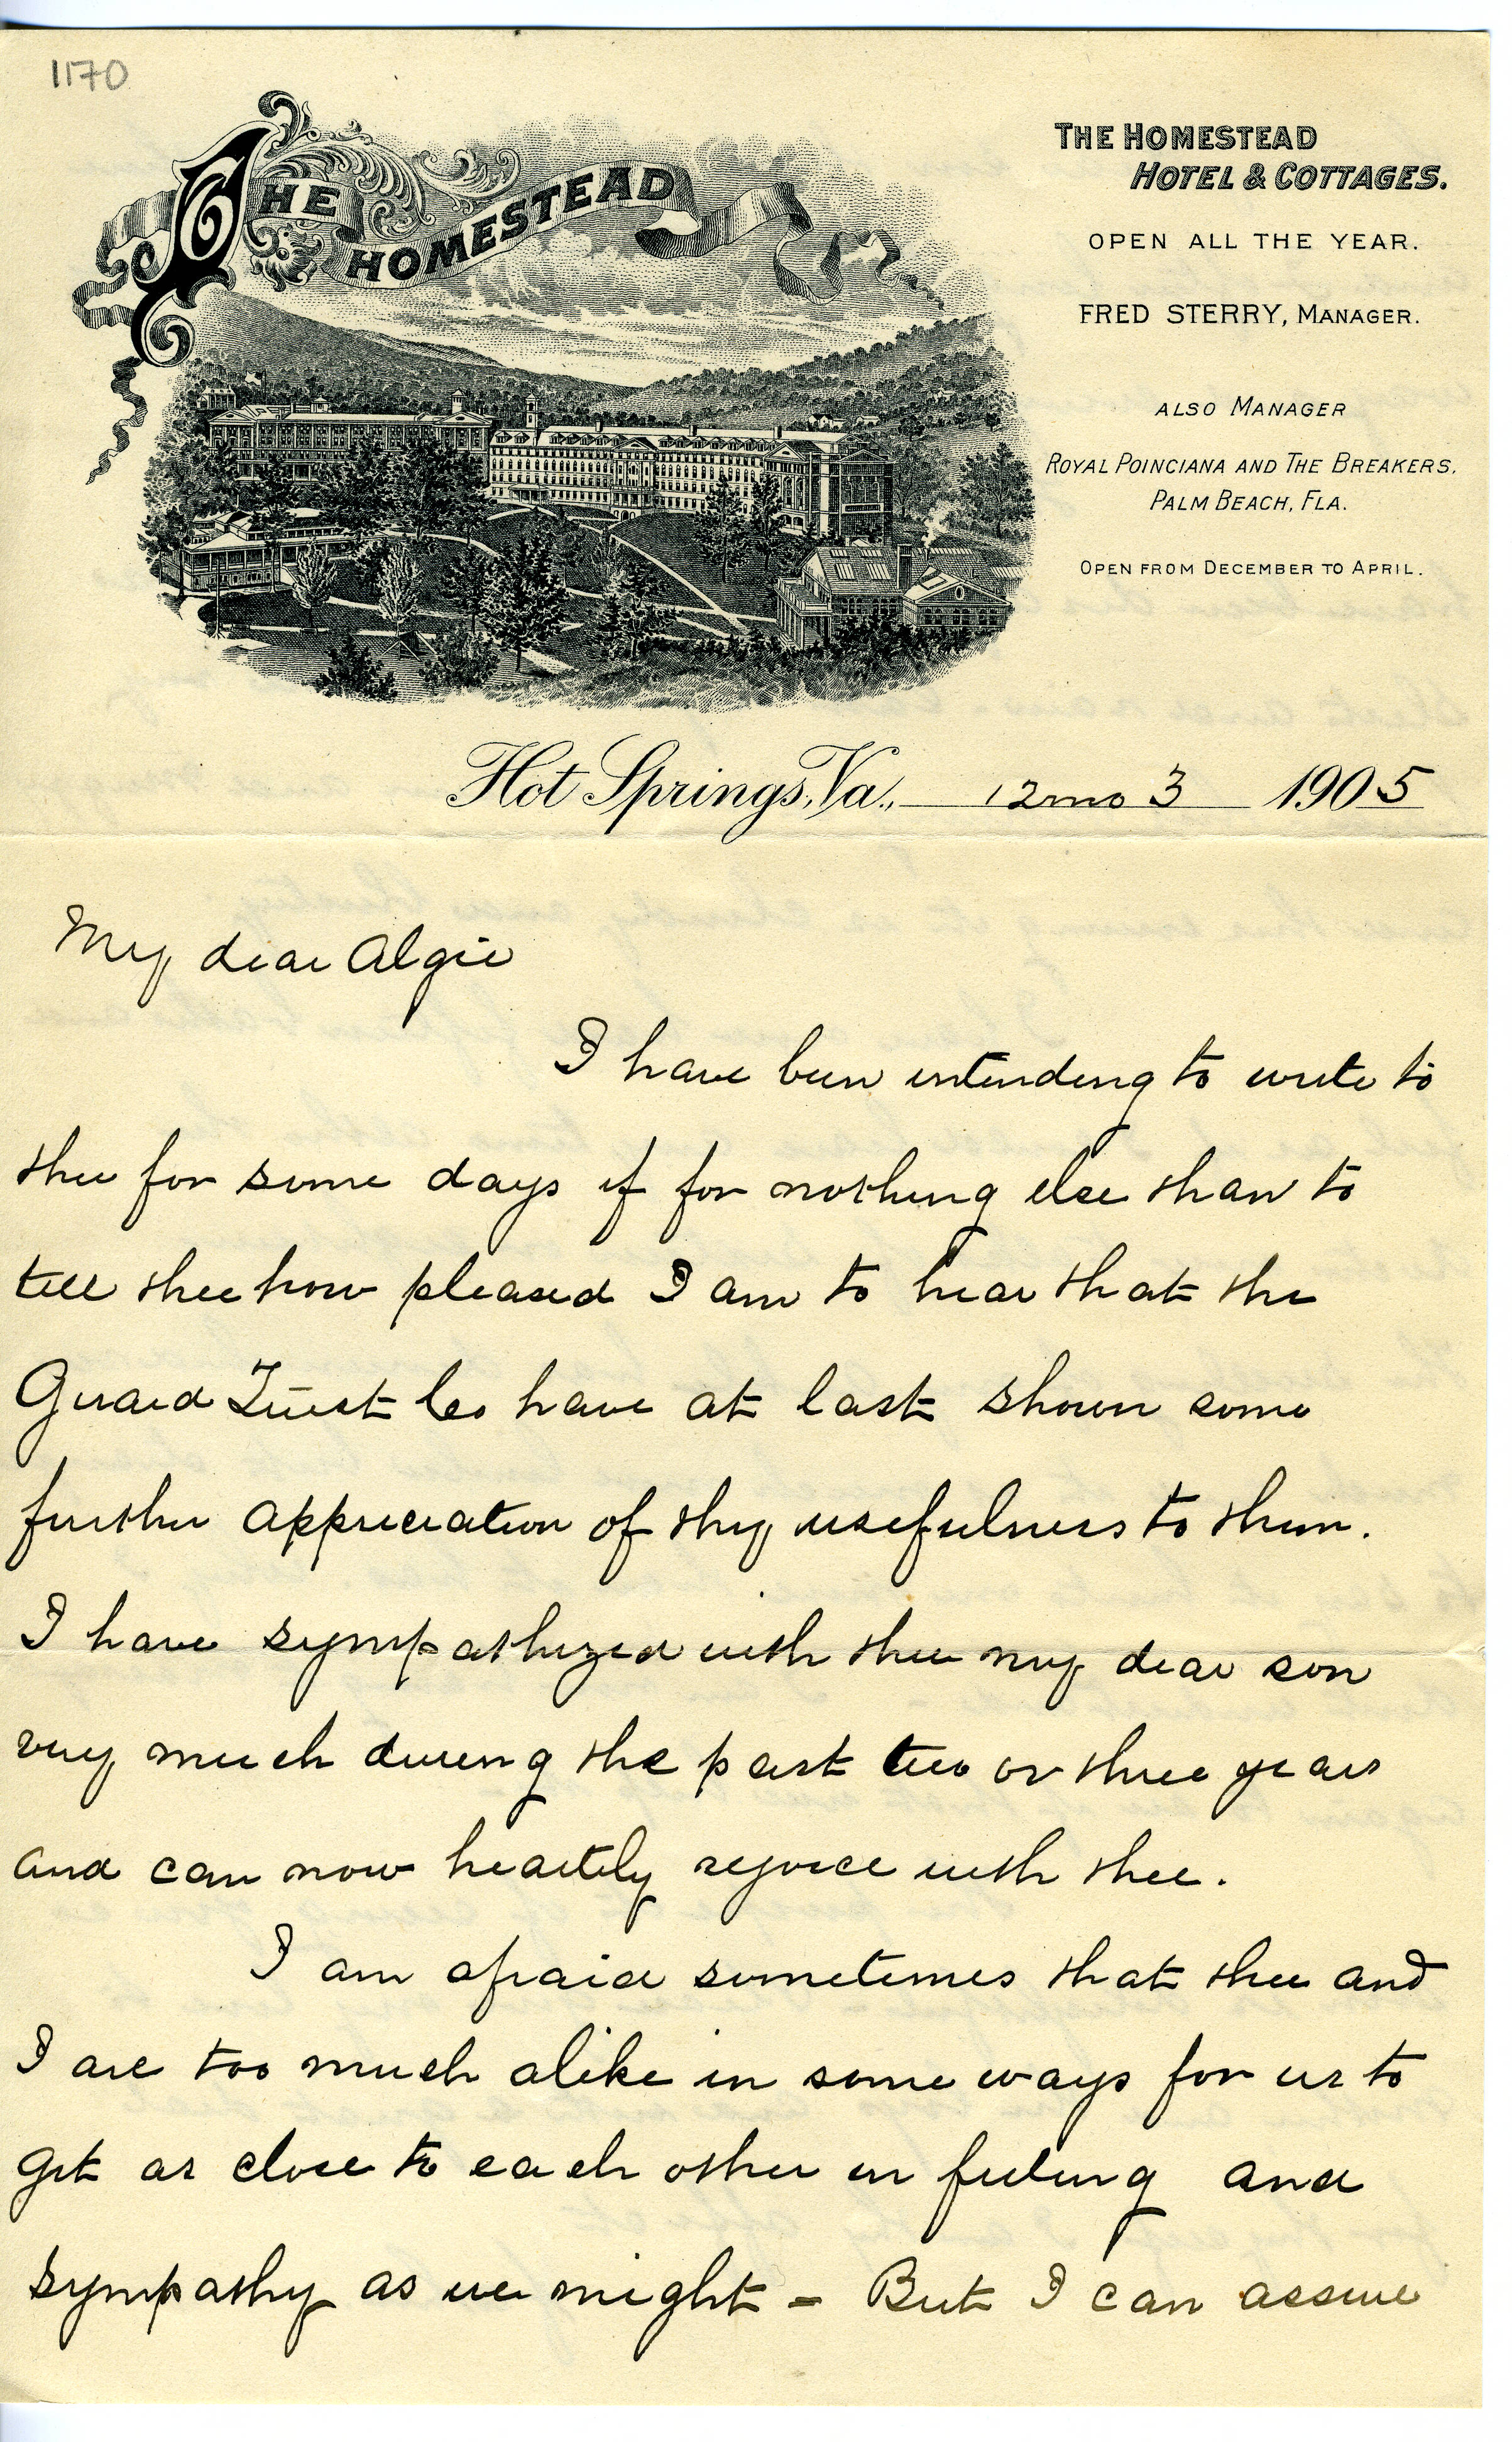 1170
THE HOMESTEAD
THE HOMESTEAD
HOTEL & COTTAGES.
OPEN ALL THE YEAR.
FRED STERRY, MANAGER.
ALSO MANAGER
ROYAL POINCIANA AND THE BREAKERS,
PALM BEACH, FLA.
OPEN FROM DECEMBER TO APRIL.
Hot Springs, Va., 12mo 3 1905
My dear Algie
I have been intending to write to
thee for some days if for nothing else than to
tell thee how pleased I am to hear that the
Guard Trust Co have at last shown some
further appreciation of thy usefulness to them.
I have sympathized with thee my dear son
very much during the past two or three years
and can now heartily rejoice with thee.
I am afraid sometimes that thee and
I are too much alike in some ways for us to
get as close to each other in feeling and
sympathy as we might - But I can assure